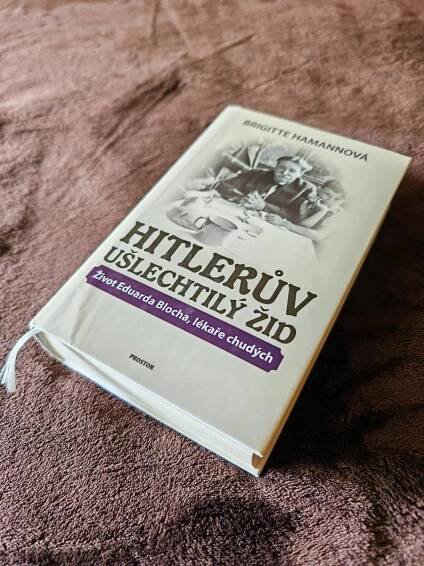 BRIGITTE HAMANNOVÁ
HITLERŮV
UŠLECHTILÝ ŽID
Život Eduarda Blocha, lékaře chudých
PROSTOR